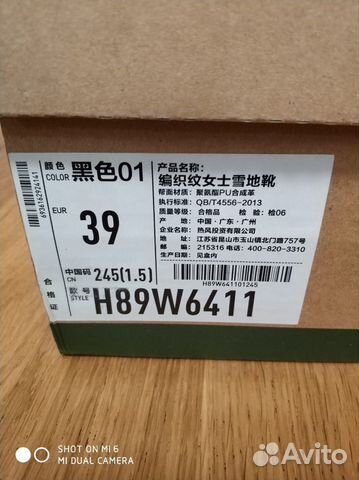 颜色
COLOR
黑色01
EUR
39
中国码
CN
245(1.5)
款号
STYLE
H89W6411
合格证
产品名称:
编织纹女士雪地靴
帮面材质: 聚氨酯PU合成革
执行标准: QB/T4556-2013
质量等级: 合格品 检 验: 检06
产 地: 中国·广东·广州
企业名称: 热风投资有限公司
地 址: 江苏省昆山市玉山镇北门路757号
邮 编: 215316 电话: 400-820-3310
生产日期: 见盒内
H89W641101245
SHOT ON MI 6
MI DUAL CAMERA
Avito